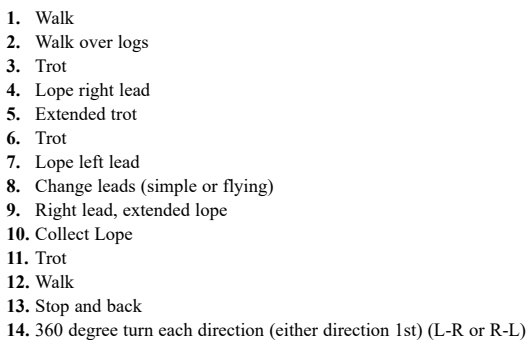 1. Walk
2. Walk over logs
3. Trot
4. Lope right lead
5. Extended trot
6. Trot
7. Lope left lead
8. Change leads (simple or flying)
9. Right lead, extended lope
10. Collect Lope
11. Trot
12. Walk
13. Stop and back
14. 360 degree turn each direction (either direction 1st) (L-R or R-L)